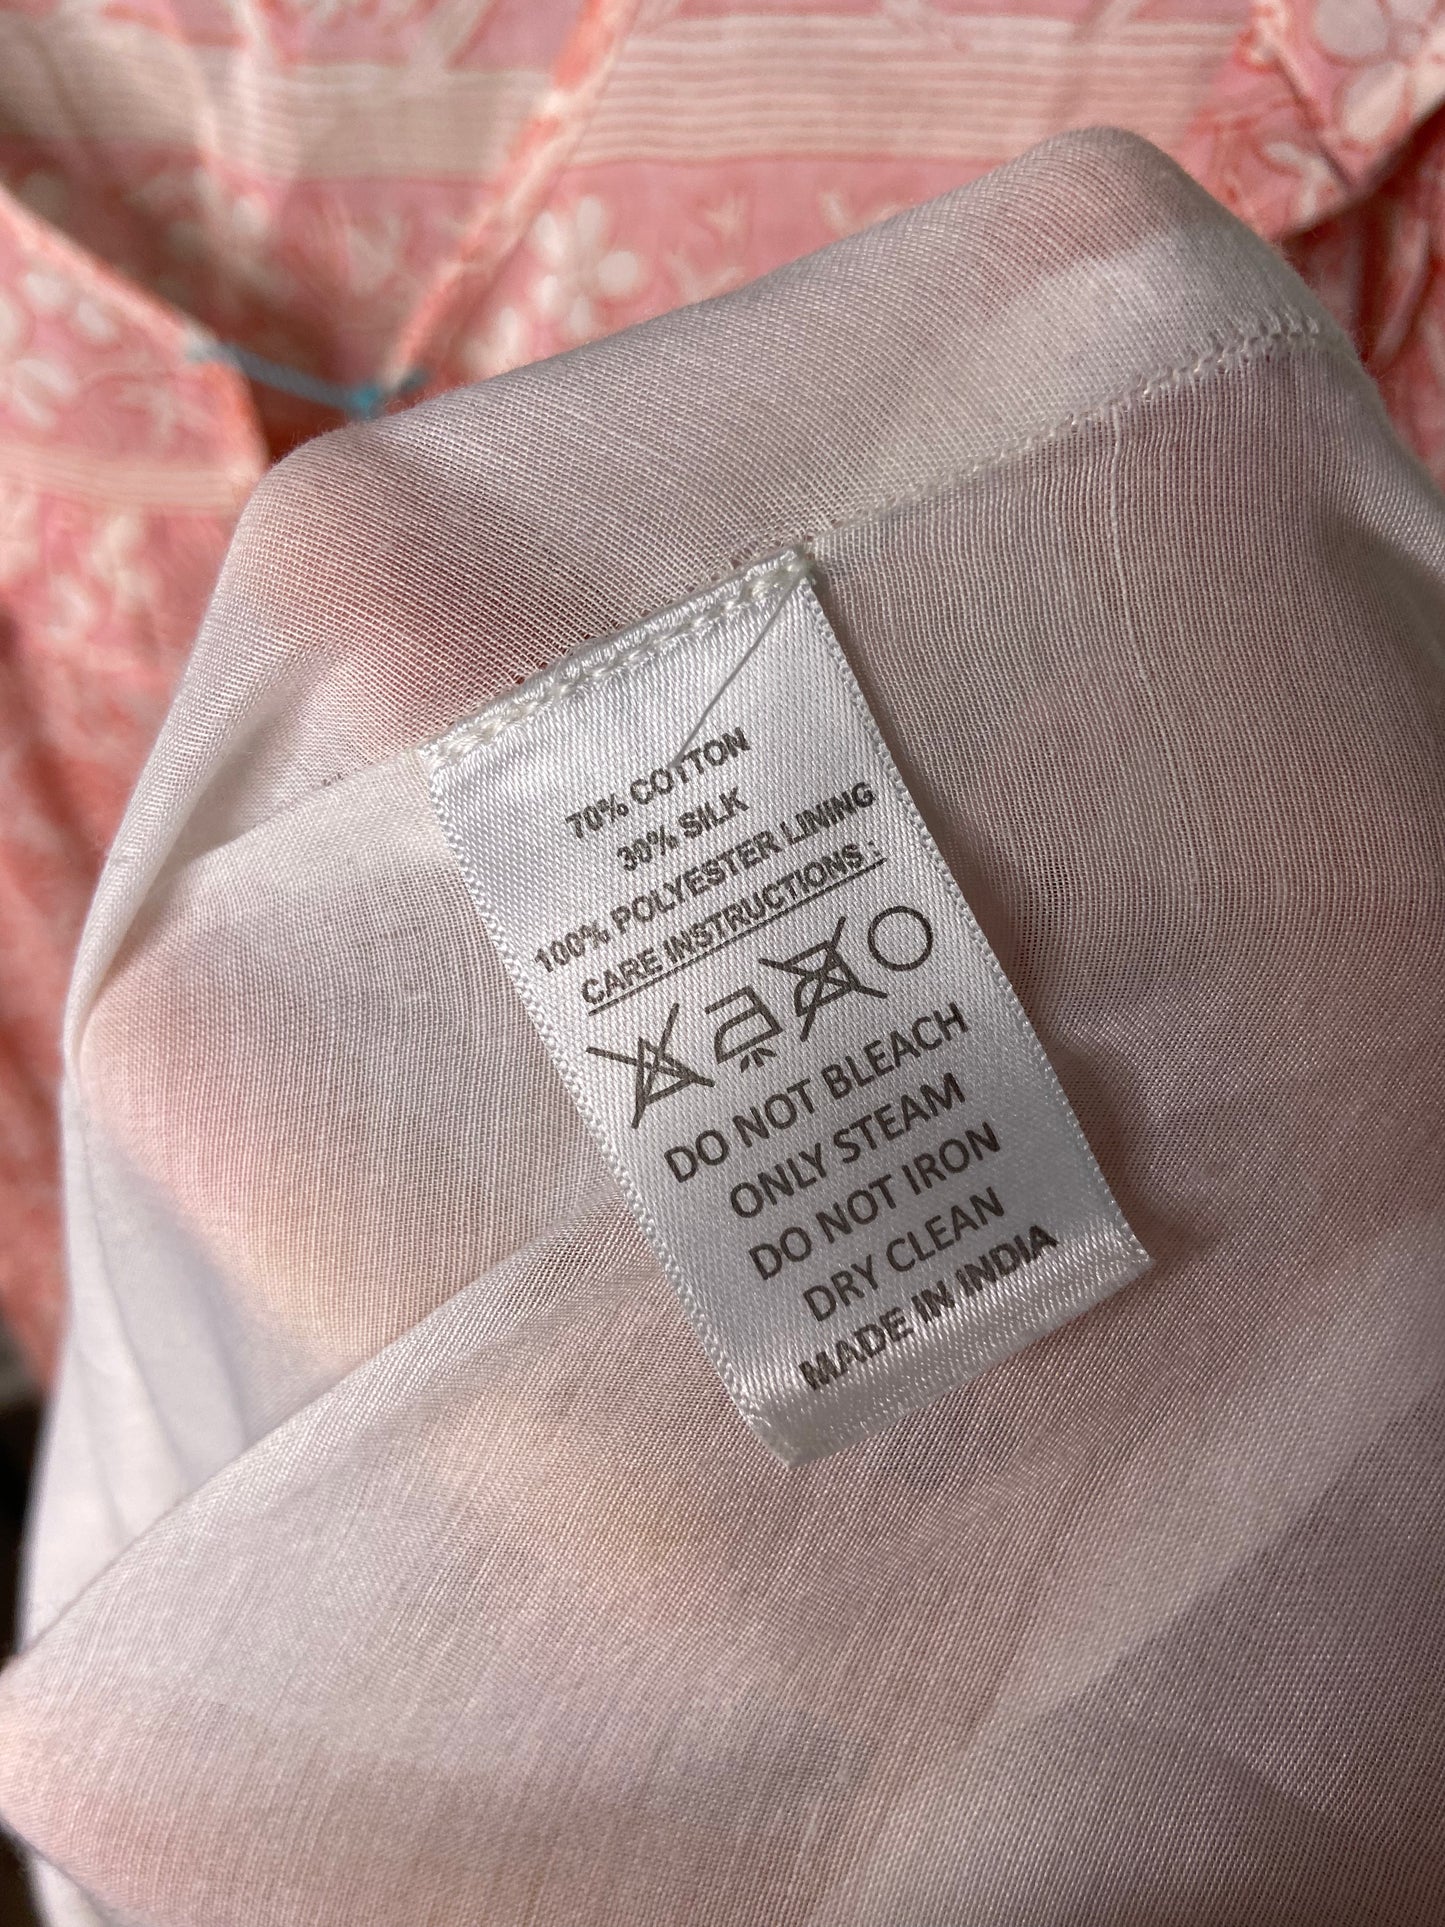 70% COTTON
30% SILK
100% POLYESTER LINING
CARE INSTRUCTIONS :
DO NOT BLEACH
ONLY STEAM
DO NOT IRON
DRY CLEAN
MADE IN INDIA